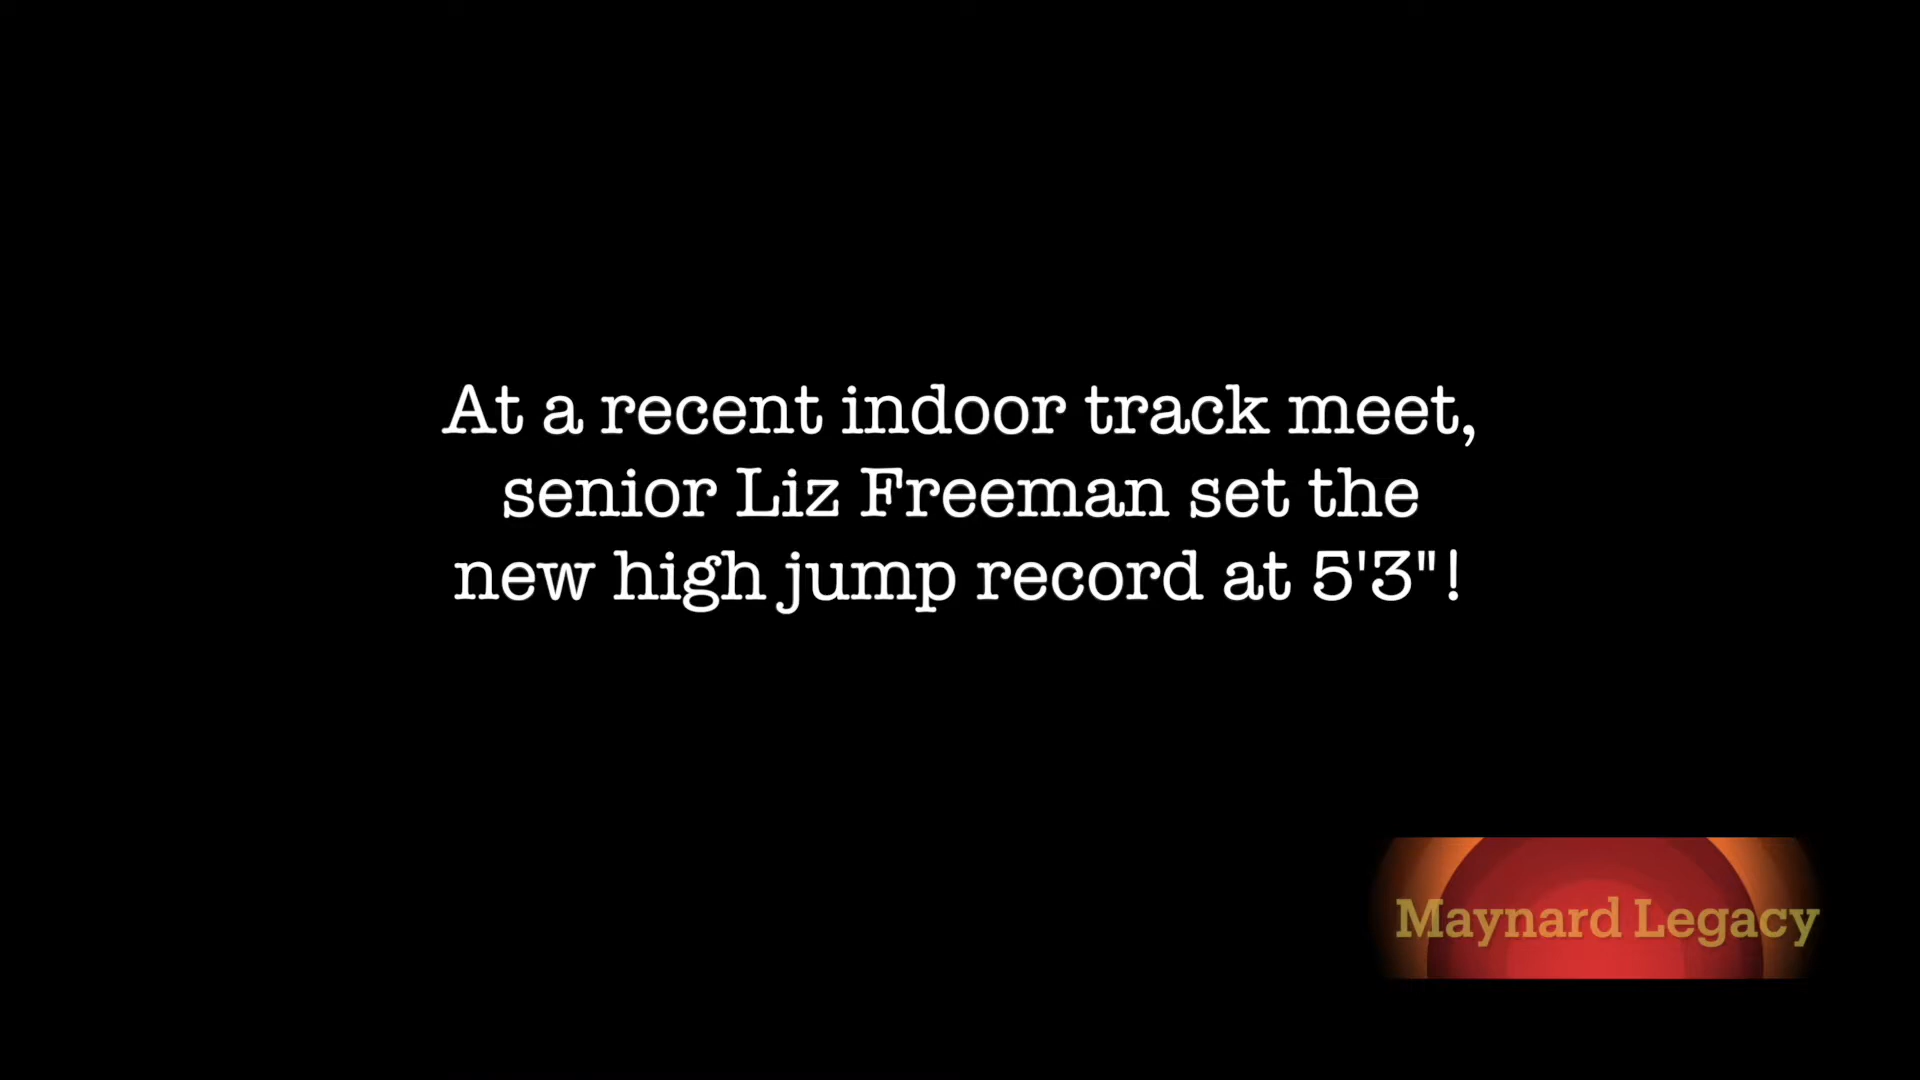 At a recent indoor track meet,
senior Liz Freeman set the
new high jump record at 5'3"!
Maynard Legacy